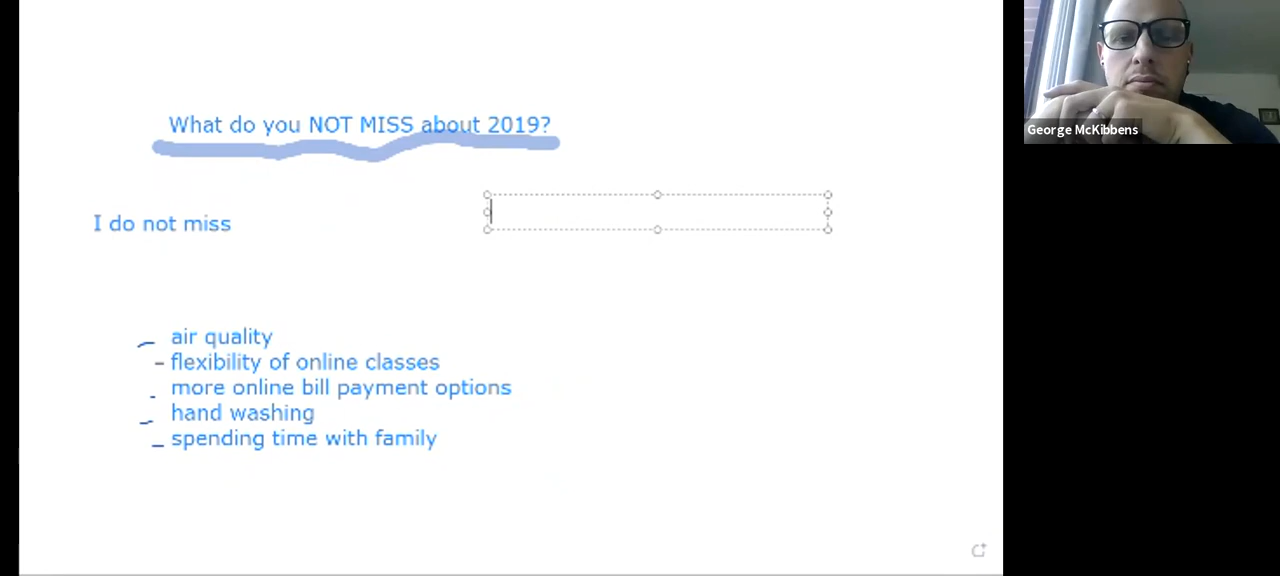 What do you NOT MISS about 2019?
I do not miss
air quality
- flexibility of online classes
more online bill payment options
hand washing
spending time with family
George McKibbens